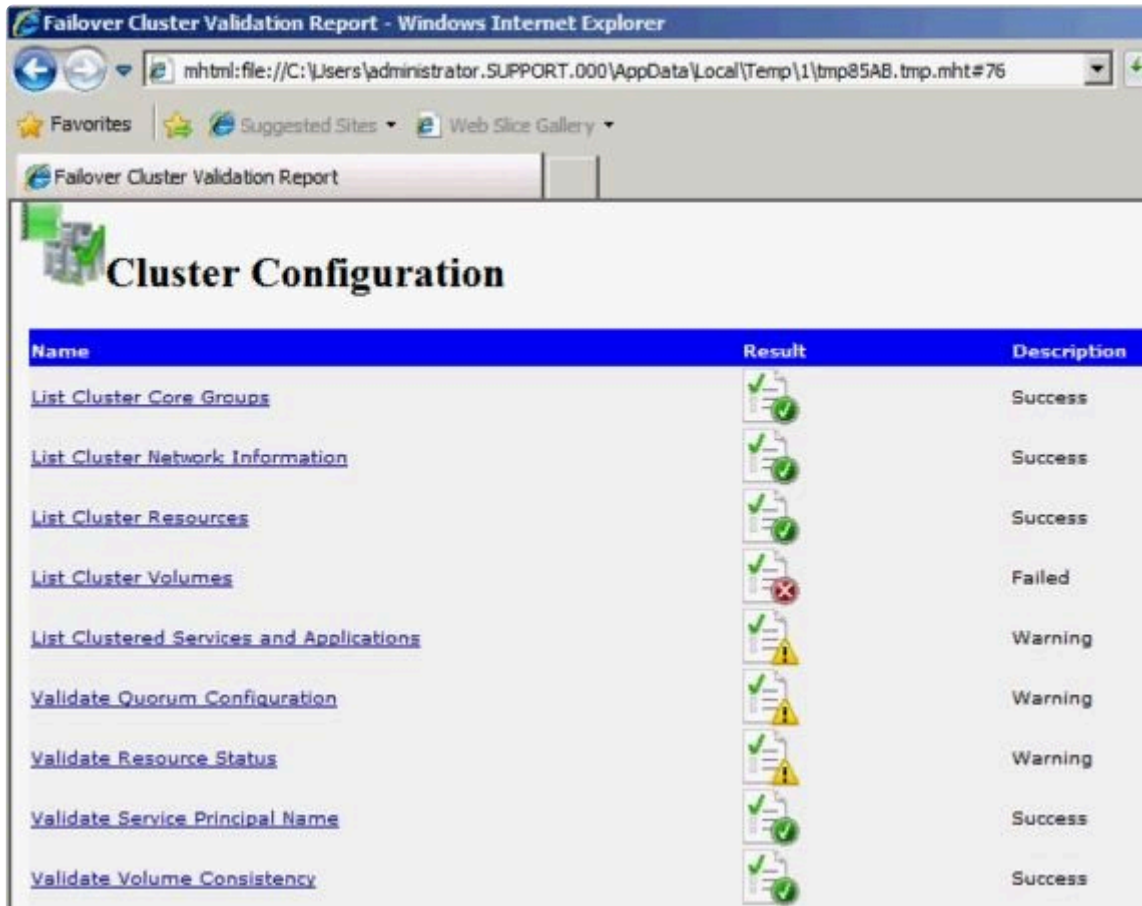 Failover Cluster Validation Report - Windows Internet Explorer
mhtml:file://C:\Users\administrator.SUPPORT.000\AppData\Local\Temp\1\tmp85AB.tmp.mht#76
Favorites Suggested Sites Web Slice Gallery
Failover Cluster Validation Report
Cluster Configuration
Name Result Description
List Cluster Core Groups Success
List Cluster Network Information Success
List Cluster Resources Success
List Cluster Volumes Failed
List Clustered Services and Applications Warning
Validate Quorum Configuration Warning
Validate Resource Status Warning
Validate Service Principal Name Success
Validate Volume Consistency Success